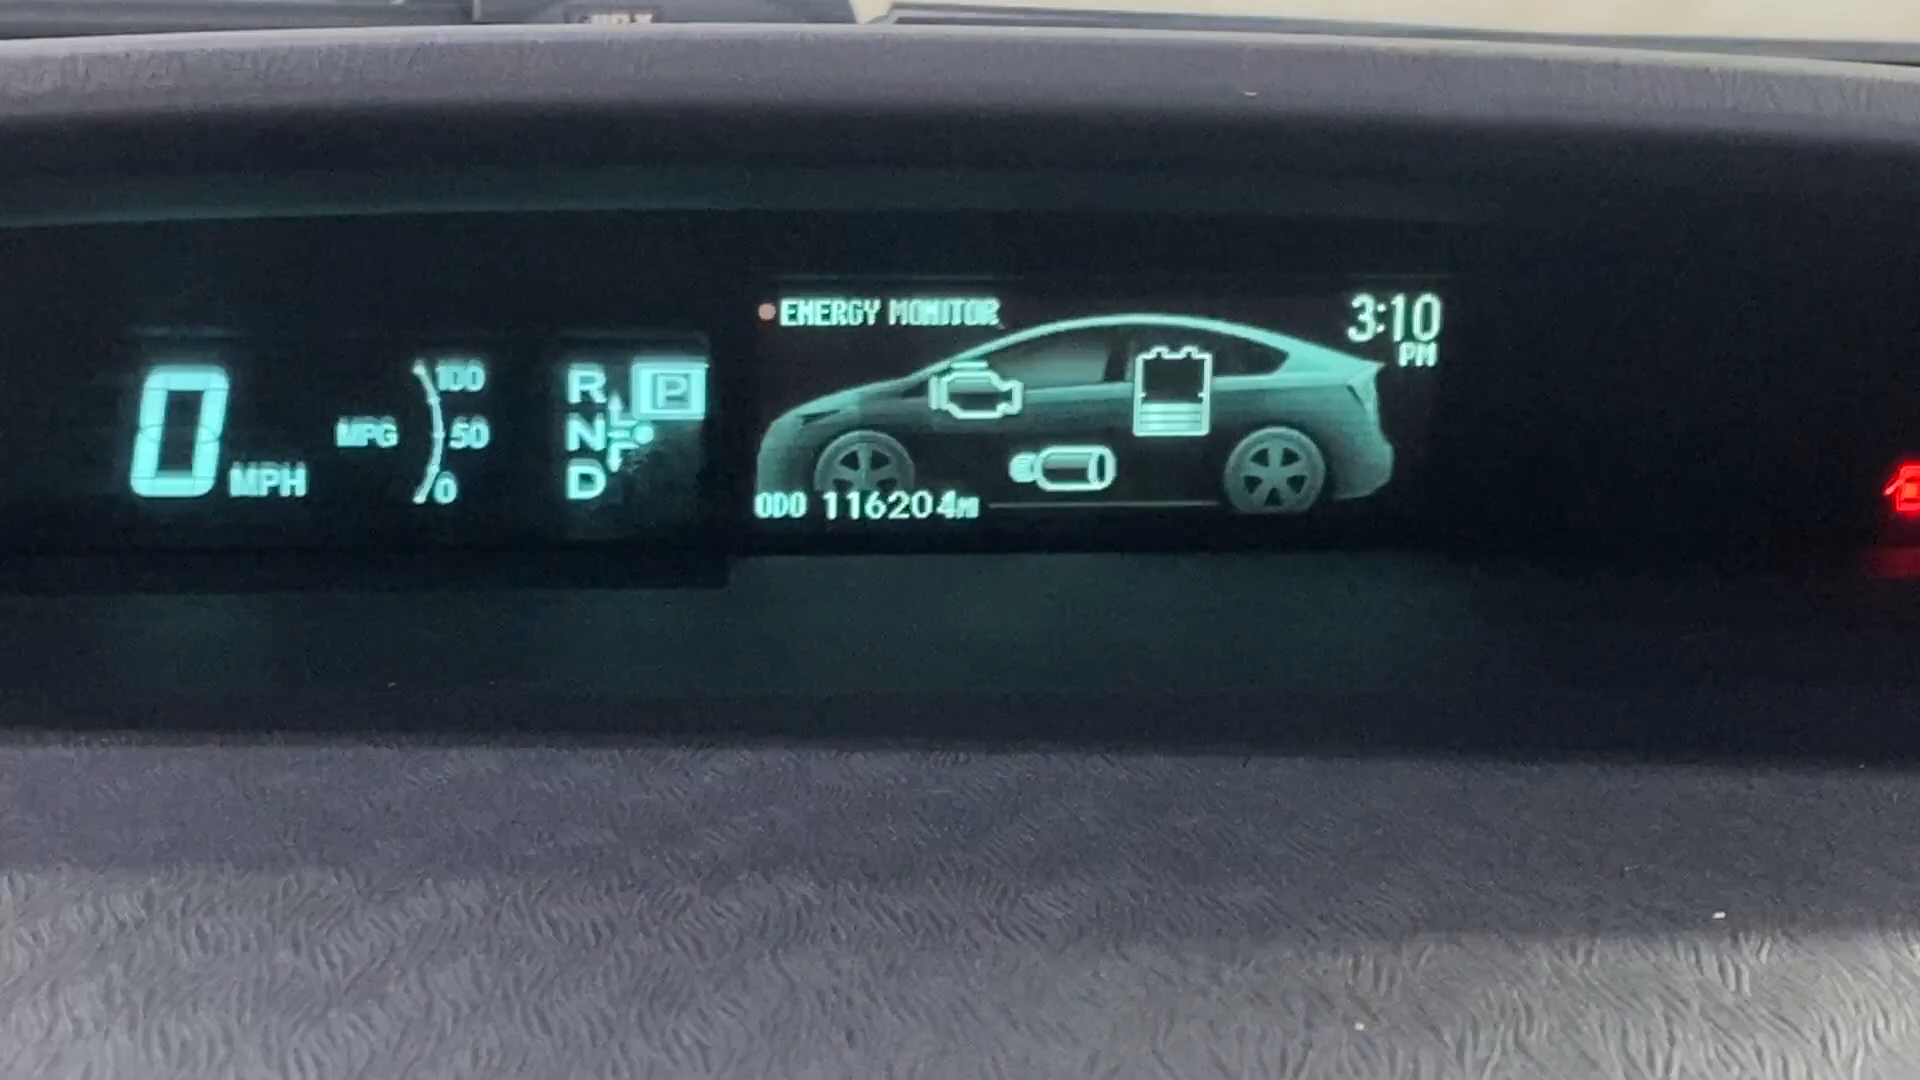 ENERGY MONITOR
3:10
PM
0 MPH
MPG
100
50
0
R
N
D
P
ODO 116204MI